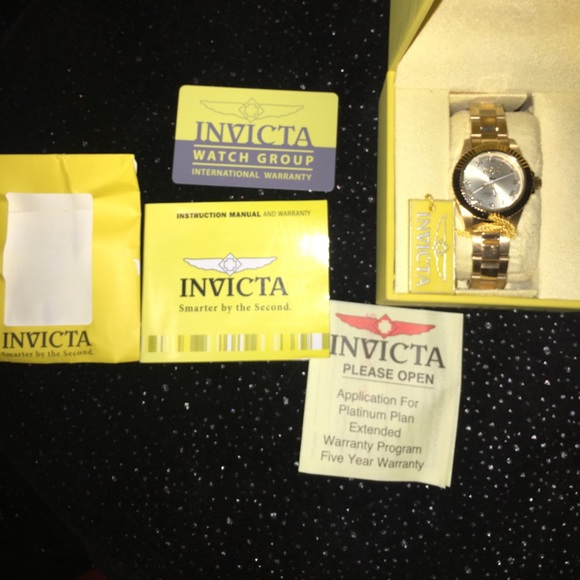 INVICTA
WATCH GROUP
INTERNATIONAL WARRANTY
INSTRUCTION MANUAL AND WARRANTY
INVICTA
Smarter by the Second.
INVICTA
Smarter by the Second.
INVICTA
PLEASE OPEN
Application For
Platinum Plan
Extended
Warranty Program
Five Year Warranty
INVICTA